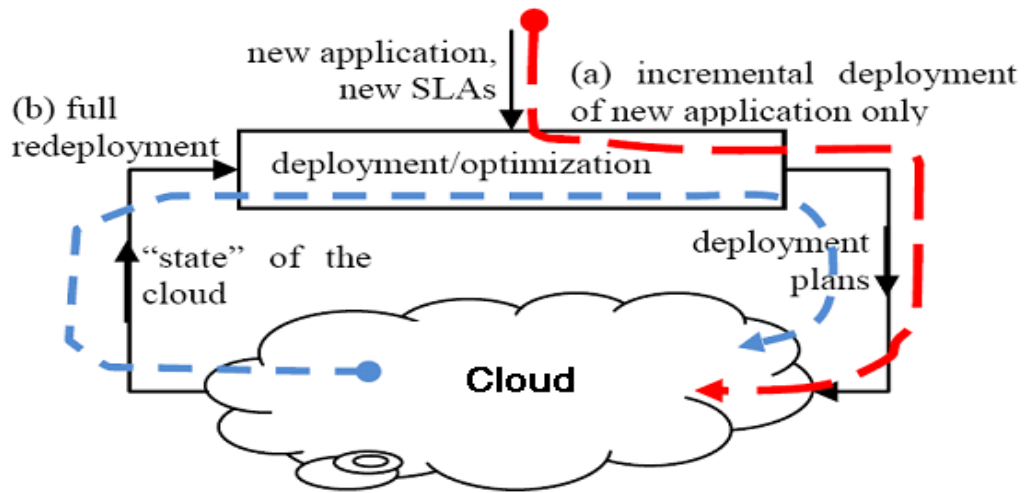 new application,
new SLAs
(a) incremental deployment
of new application only
(b) full
redeployment
deployment/optimization
"state" of the
cloud
deployment
plans
Cloud